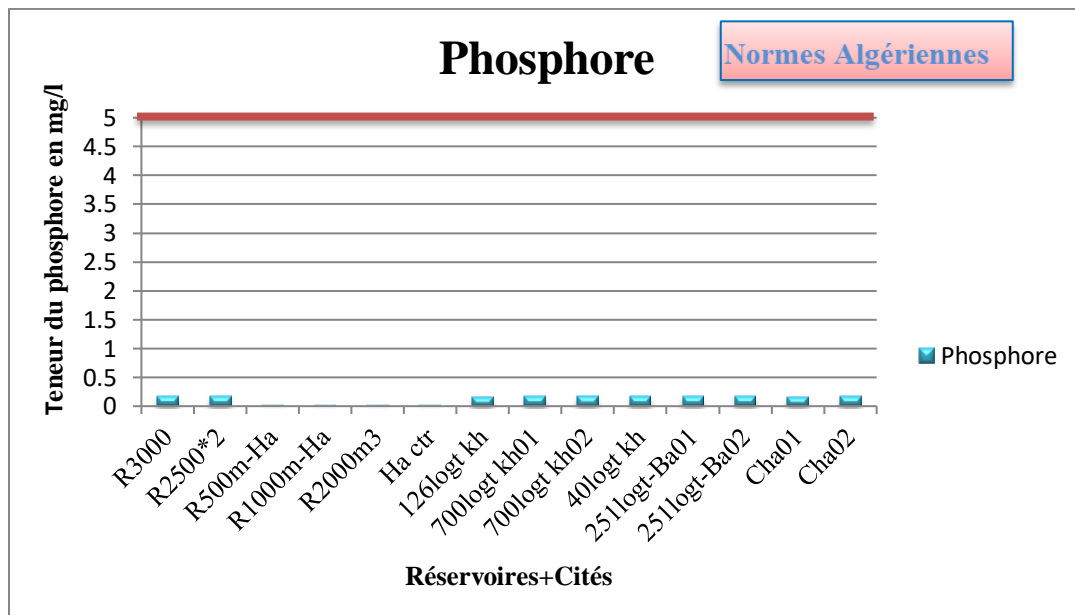 Phosphore
Normes Algériennes
Teneur du phosphore en mg/l
5
4.5
4
3.5
3
2.5
2
1.5
1
0.5
0
R3000
R2500*2
R500m-Ha
R1000m-Ha
R2000m3
Ha ctr
126logt kh
700logt kh01
700logt kh02
40logt kh
251logt-Ba01
251logt-Ba02
Cha01
Cha02
Réservoires+Cités
Phosphore